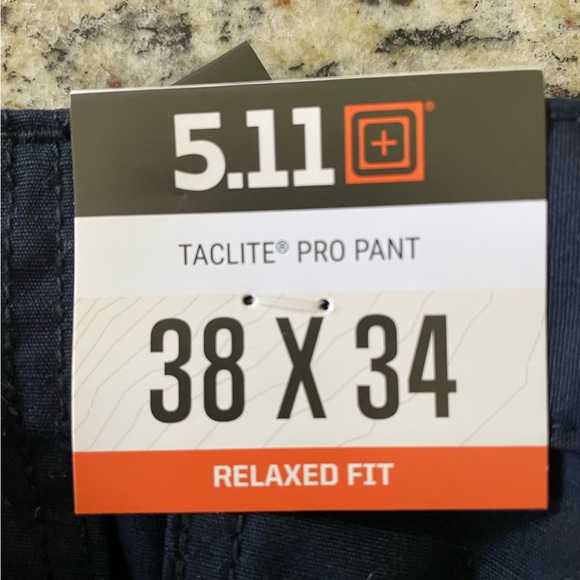 5.11®
TACLITE® PRO PANT
38 X 34
RELAXED FIT